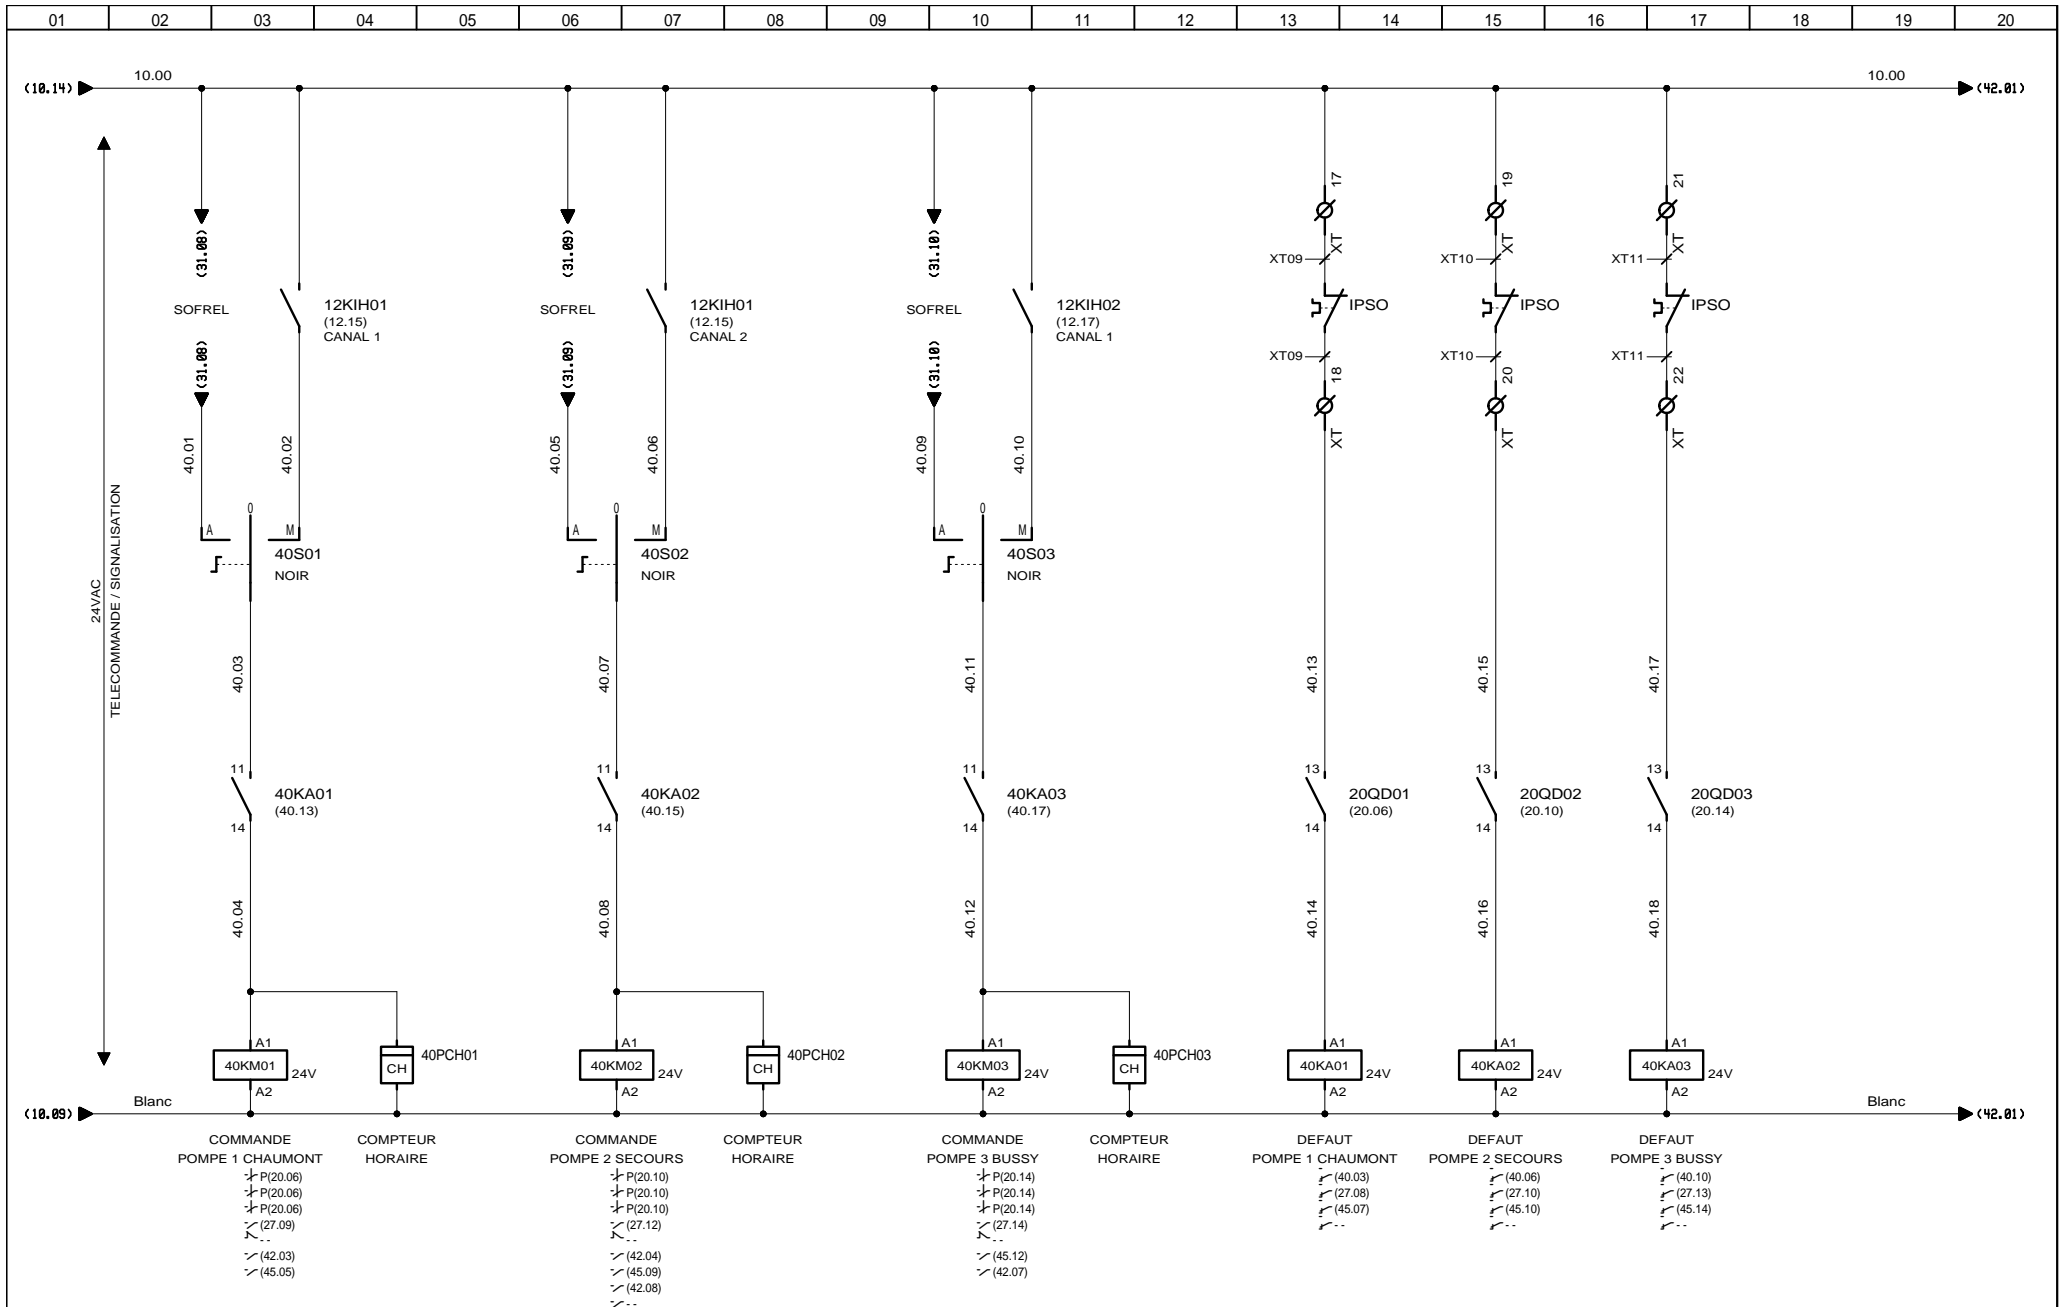 01 02 03 04 05 06 07 08 09 10 11 12 13 14 15 16 17 18 19 20
10.00 10.00
(10.14) (42.01)
17 19 21
(31.08) (31.09) (31.10)
XT XT XT
XT09 XT10 XT11
SOFREL 12KIH01 SOFREL 12KIH01 SOFREL 12KIH02 IPSO IPSO IPSO
(12.15) (12.15) (12.17)
CANAL 1 CANAL 2 CANAL 1
(31.08) (31.09) (31.10)
XT09 XT10 XT11
18 20 22
XT XT XT
40.01 40.02 40.05 40.06 40.09 40.10
0 0 0
A M A M A M
40S01 40S02 40S03
NOIR NOIR NOIR
24VAC
TELECOMMANDE / SIGNALISATION
40.03 40.07 40.11 40.13 40.15 40.17
11 11 11 13 13 13
40KA01 40KA02 40KA03 20QD01 20QD02 20QD03
(40.13) (40.15) (40.17) (20.06) (20.10) (20.14)
14 14 14 14 14 14
40.04 40.08 40.12 40.14 40.16 40.18
A1 A1 A1 A1 A1 A1
40PCH01 40PCH02 40PCH03
40KM01 24V CH 40KM02 24V CH 40KM03 24V CH 40KA01 24V 40KA02 24V 40KA03 24V
A2 A2 A2 A2 A2 A2
Blanc Blanc
(10.09) (42.01)
COMMANDE COMPTEUR COMMANDE COMPTEUR COMMANDE COMPTEUR DEFAUT DEFAUT DEFAUT
POMPE 1 CHAUMONT HORAIRE POMPE 2 SECOURS HORAIRE POMPE 3 BUSSY HORAIRE POMPE 1 CHAUMONT POMPE 2 SECOURS POMPE 3 BUSSY
P(20.06) P(20.10) P(20.14) (40.03) (40.06) (40.10)
P(20.06) P(20.10) P(20.14) (27.08) (27.10) (27.13)
P(20.06) P(20.10) P(20.14) (45.07) (45.10) (45.14)
(27.09) (27.12) (27.14) -- -- --
-- -- --
(42.03) (42.04) (45.12)
(45.05) (45.09) (42.07)
(42.08)
--